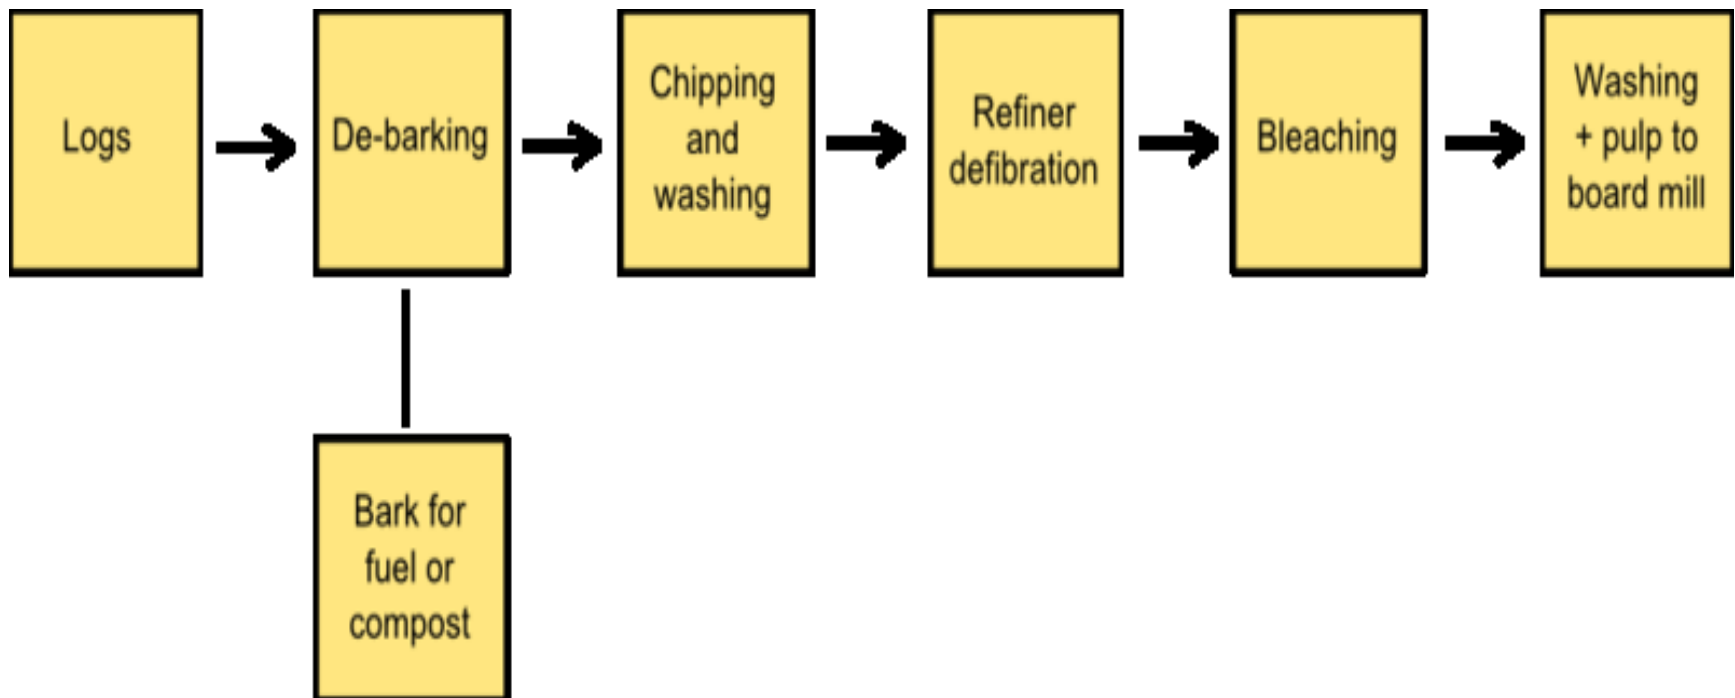 Logs
De-barking
Chipping
and
washing
Refiner
defibration
Bleaching
Washing
+ pulp to
board mill
Bark for
fuel or
compost